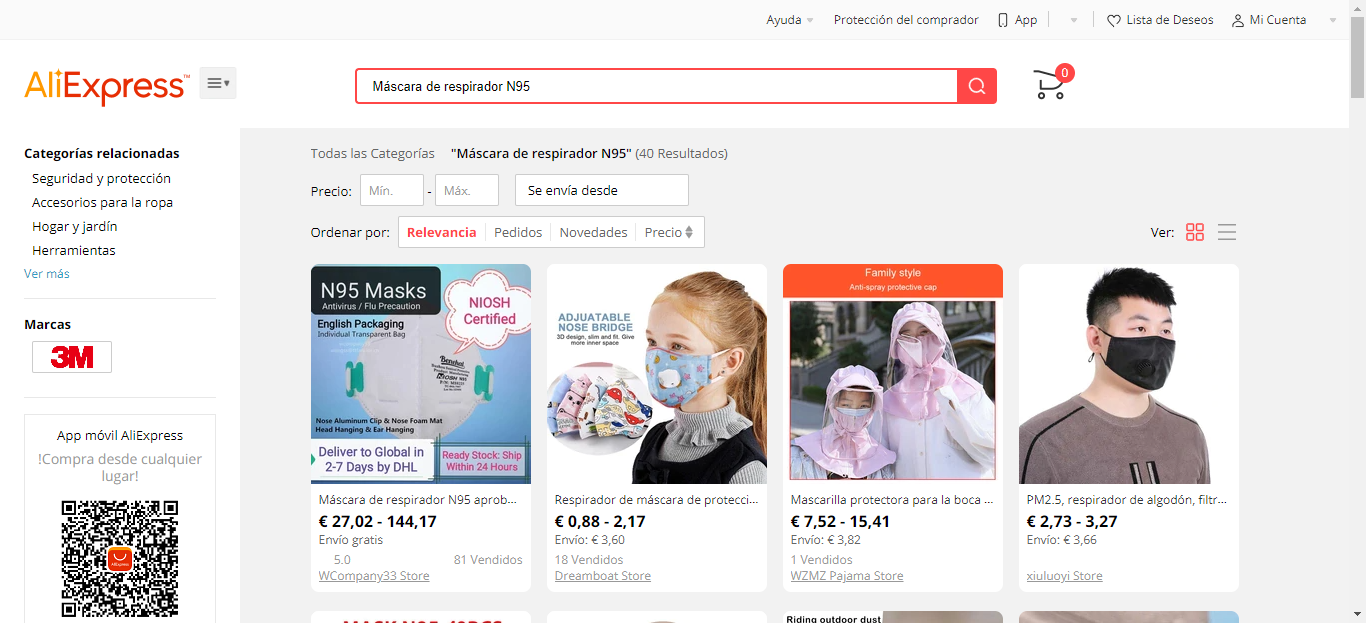 Ayuda Protección del comprador App Lista de Deseos Mi Cuenta
AliExpress™
Máscara de respirador N95
0
Categorías relacionadas
Seguridad y protección
Accesorios para la ropa
Hogar y jardín
Herramientas
Ver más
Marcas
3M
App móvil AliExpress
!Compra desde cualquier
lugar!
Todas las Categorías "Máscara de respirador N95" (40 Resultados)
Precio: Mín. - Máx. Se envía desde
Ordenar por: Relevancia Pedidos Novedades Precio
Ver:
N95 Masks
Antivirus / Flu Precaution
NIOSH
Certified
English Packaging
Individual Transparent Bag
Benehal
NIOSH N95
Nose Aluminum Clip & Nose Foam Mat
Head Hanging & Ear Hanging
Deliver to Global in
2-7 Days by DHL
Ready Stock: Ship
Within 24 Hours
Máscara de respirador N95 aprob...
€ 27,02 - 144,17
Envío gratis
5.0 81 Vendidos
WCompany33 Store
ADJUATABLE
NOSE BRIDGE
3D design, slim and fit. Give
more inner space
Respirador de máscara de protecci...
€ 0,88 - 2,17
Envío: € 3,60
18 Vendidos
Dreamboat Store
Family style
Anti-spray protective cap
Mascarilla protectora para la boca ...
€ 7,52 - 15,41
Envío: € 3,82
1 Vendidos
WZMZ Pajama Store
PM2.5, respirador de algodón, filtr...
€ 2,73 - 3,27
Envío: € 3,66
xiuluoyi Store
Riding outdoor dust